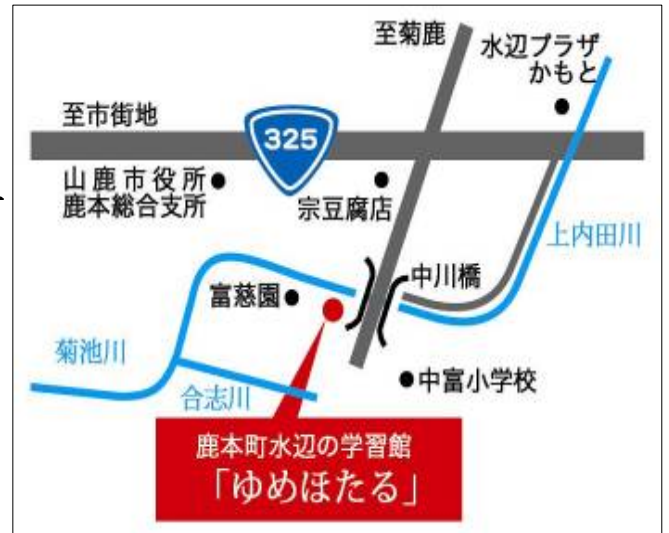 至菊鹿
水辺プラザ
かもと
至市街地
325
山鹿市役所
鹿本総合支所
宗豆腐店
上内田川
中川橋
富慈園
菊池川
中富小学校
合志川
鹿本町水辺の学習館
「ゆめほたる」